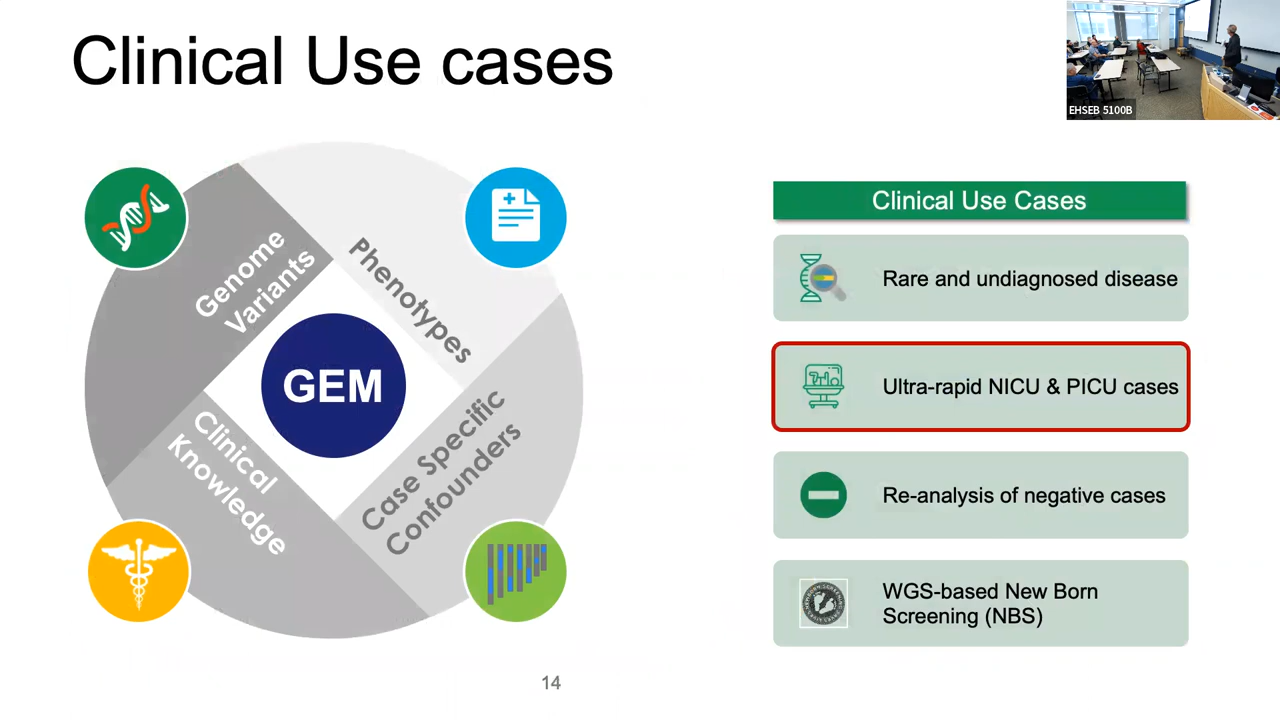 Clinical Use cases
EHSEB 5100B
Genome
Variants
Phenotypes
GEM
Clinical
Knowledge
Case Specific
Confounders
Clinical Use Cases
Rare and undiagnosed disease
Ultra-rapid NICU & PICU cases
Re-analysis of negative cases
WGS-based New Born
Screening (NBS)
14